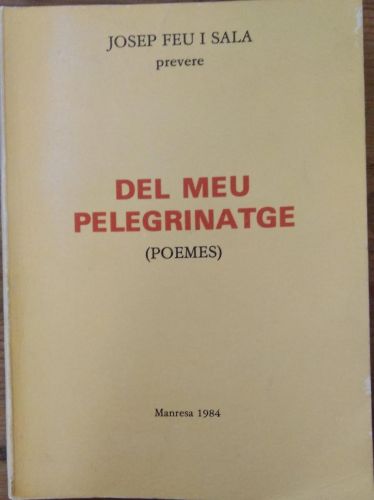 JOSEP FEU I SALA
prevere
DEL MEU
PELEGRINATGE
(POEMES)
Manresa 1984